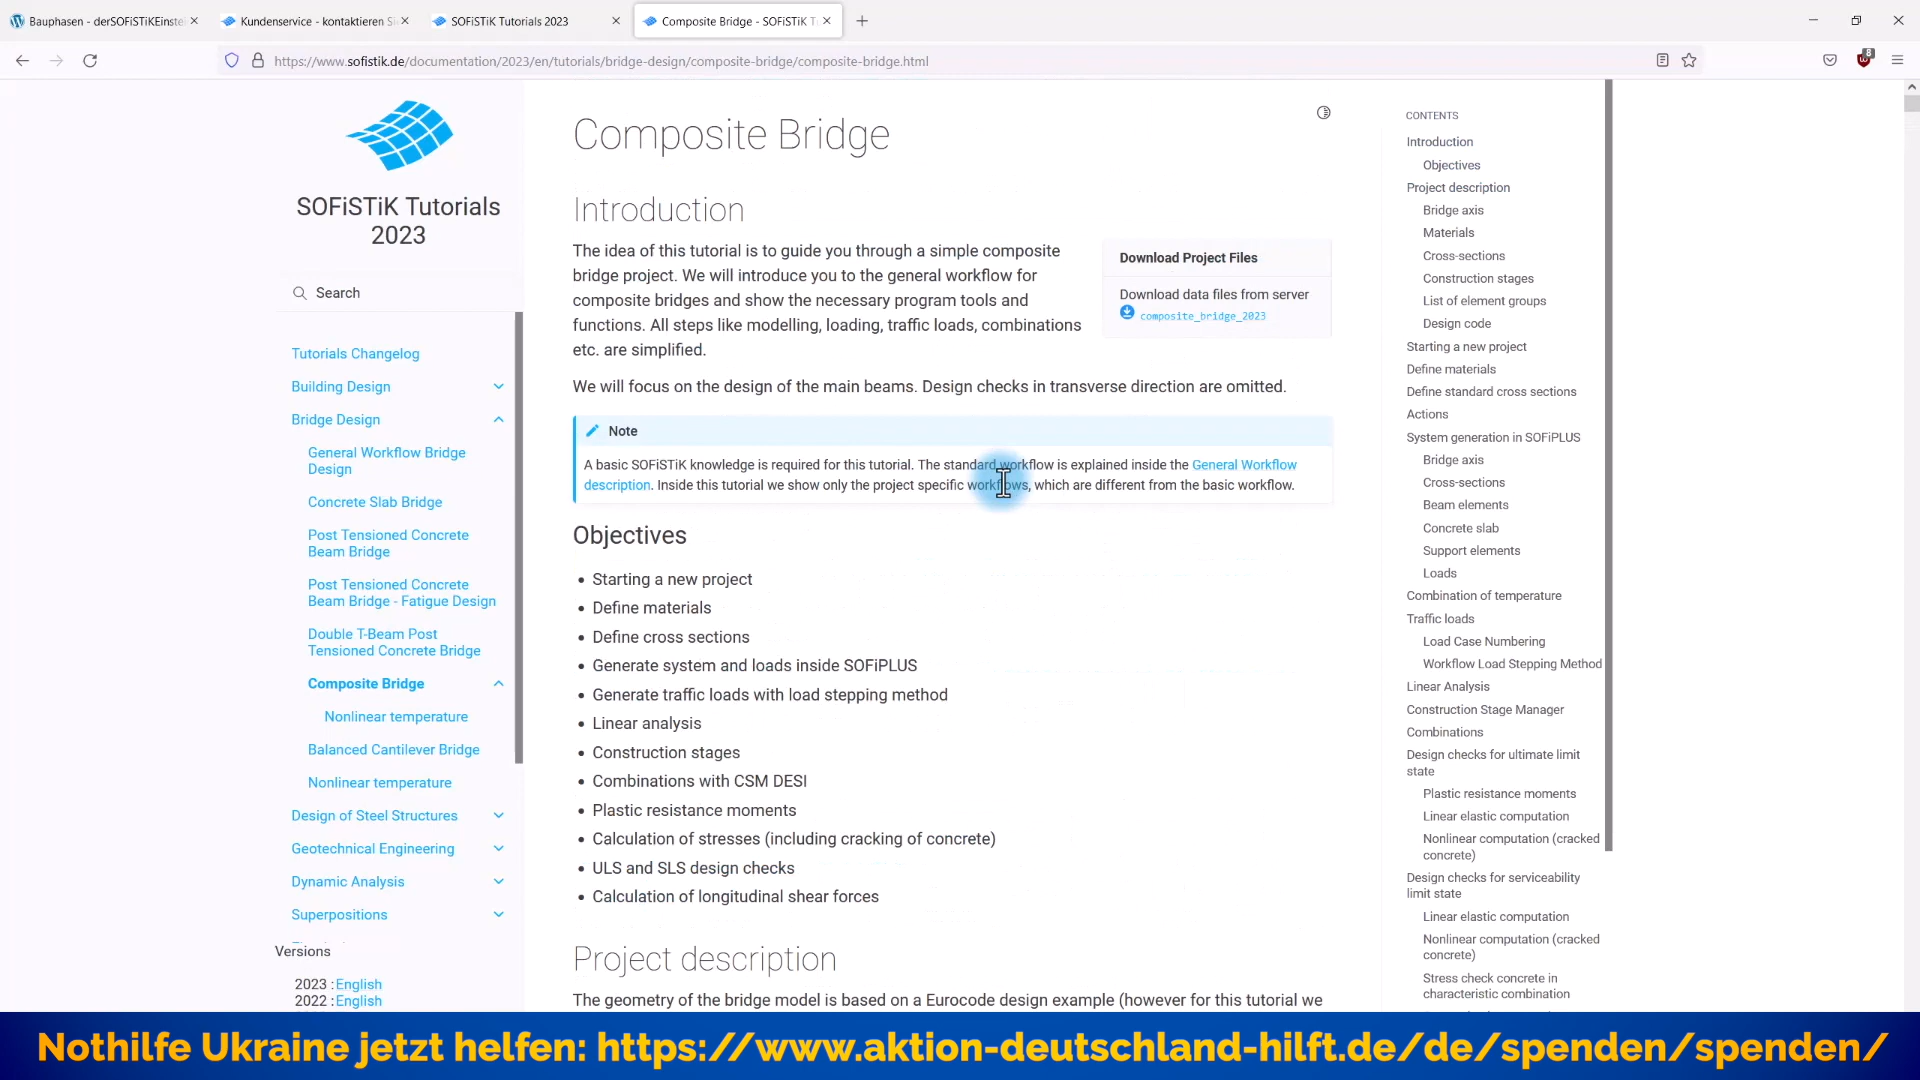 Bauphasen - derSOFiSTiKEinste
Kundenservice - kontaktieren Si
SOFiSTiK Tutorials 2023
Composite Bridge - SOFiSTiK T
https://www.sofistik.de/documentation/2023/en/tutorials/bridge-design/composite-bridge/composite-bridge.html
8
SOFiSTiK Tutorials
2023
Search
Tutorials Changelog
Building Design
Bridge Design
General Workflow Bridge
Design
Concrete Slab Bridge
Post Tensioned Concrete
Beam Bridge
Post Tensioned Concrete
Beam Bridge - Fatigue Design
Double T-Beam Post
Tensioned Concrete Bridge
Composite Bridge
Nonlinear temperature
Balanced Cantilever Bridge
Nonlinear temperature
Design of Steel Structures
Geotechnical Engineering
Dynamic Analysis
Superpositions
Versions
2023 : English
2022 : English
Composite Bridge
Introduction
The idea of this tutorial is to guide you through a simple composite
bridge project. We will introduce you to the general workflow for
composite bridges and show the necessary program tools and
functions. All steps like modelling, loading, traffic loads, combinations
etc. are simplified.
Download Project Files
Download data files from server
composite_bridge_2023
We will focus on the design of the main beams. Design checks in transverse direction are omitted.
Note
A basic SOFiSTiK knowledge is required for this tutorial. The standard workflow is explained inside the General Workflow
description. Inside this tutorial we show only the project specific workflows, which are different from the basic workflow.
Objectives
• Starting a new project
• Define materials
• Define cross sections
• Generate system and loads inside SOFiPLUS
• Generate traffic loads with load stepping method
• Linear analysis
• Construction stages
• Combinations with CSM DESI
• Plastic resistance moments
• Calculation of stresses (including cracking of concrete)
• ULS and SLS design checks
• Calculation of longitudinal shear forces
Project description
The geometry of the bridge model is based on a Eurocode design example (however for this tutorial we
CONTENTS
Introduction
Objectives
Project description
Bridge axis
Materials
Cross-sections
Construction stages
List of element groups
Design code
Starting a new project
Define materials
Define standard cross sections
Actions
System generation in SOFiPLUS
Bridge axis
Cross-sections
Beam elements
Concrete slab
Support elements
Loads
Combination of temperature
Traffic loads
Load Case Numbering
Workflow Load Stepping Method
Linear Analysis
Construction Stage Manager
Combinations
Design checks for ultimate limit
state
Plastic resistance moments
Linear elastic computation
Nonlinear computation (cracked
concrete)
Design checks for serviceability
limit state
Linear elastic computation
Nonlinear computation (cracked
concrete)
Stress check concrete in
characteristic combination
Nothilfe Ukraine jetzt helfen: https://www.aktion-deutschland-hilft.de/de/spenden/spenden/